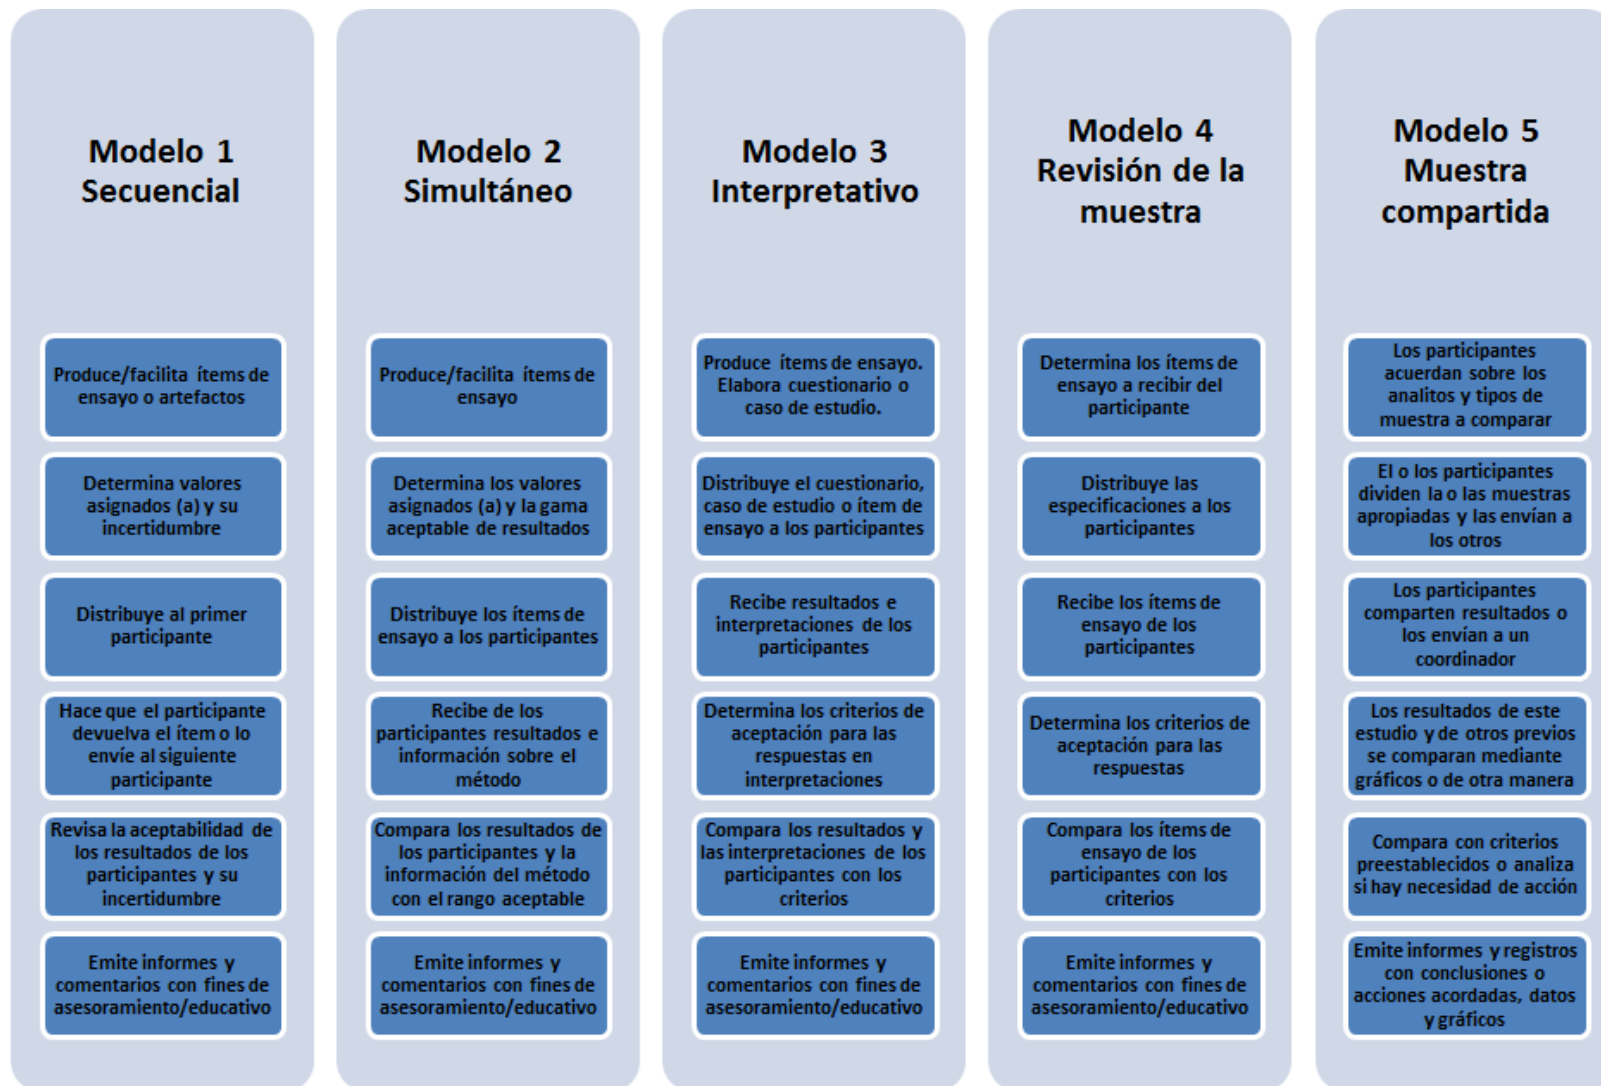 Modelo 1
Secuencial
Produce/facilita ítems de
ensayo o artefactos
Determina valores
asignados (a) y su
incertidumbre
Distribuye al primer
participante
Hace que el participante
devuelva el ítem o lo
envíe al siguiente
participante
Revisa la aceptabilidad de
los resultados de los
participantes y su
incertidumbre
Emite informes y
comentarios con fines de
asesoramiento/educativo
Modelo 2
Simultáneo
Produce/facilita ítems de
ensayo
Determina los valores
asignados (a) y la gama
aceptable de resultados
Distribuye los ítems de
ensayo a los participantes
Recibe de los
participantes resultados e
información sobre el
método
Compara los resultados de
los participantes y la
información del método
con el rango aceptable
Emite informes y
comentarios con fines de
asesoramiento/educativo
Modelo 3
Interpretativo
Produce ítems de ensayo.
Elabora cuestionario o
caso de estudio.
Distribuye el cuestionario,
caso de estudio o ítem de
ensayo a los participantes
Recibe resultados e
interpretaciones de los
participantes
Determina los criterios de
aceptación para las
respuestas en
interpretaciones
Compara los resultados y
las interpretaciones de los
participantes con los
criterios
Emite informes y
comentarios con fines de
asesoramiento/educativo
Modelo 4
Revisión de la
muestra
Determina los ítems de
ensayo a recibir del
participante
Distribuye las
especificaciones a los
participantes
Recibe los ítems de
ensayo de los
participantes
Determina los criterios de
aceptación para las
respuestas
Compara los ítems de
ensayo de los
participantes con los
criterios
Emite informes y
comentarios con fines de
asesoramiento/educativo
Modelo 5
Muestra
compartida
Los participantes
acuerdan sobre los
analitos y tipos de
muestra a comparar
El o los participantes
dividen la o las muestras
apropiadas y las envían a
los otros
Los participantes
comparten resultados o
los envían a un
coordinador
Los resultados de este
estudio y de otros previos
se comparan mediante
gráficos o de otra manera
Compara con criterios
preestablecidos o analiza
si hay necesidad de acción
Emite informes y registros
con conclusiones o
acciones acordadas, datos
y gráficos